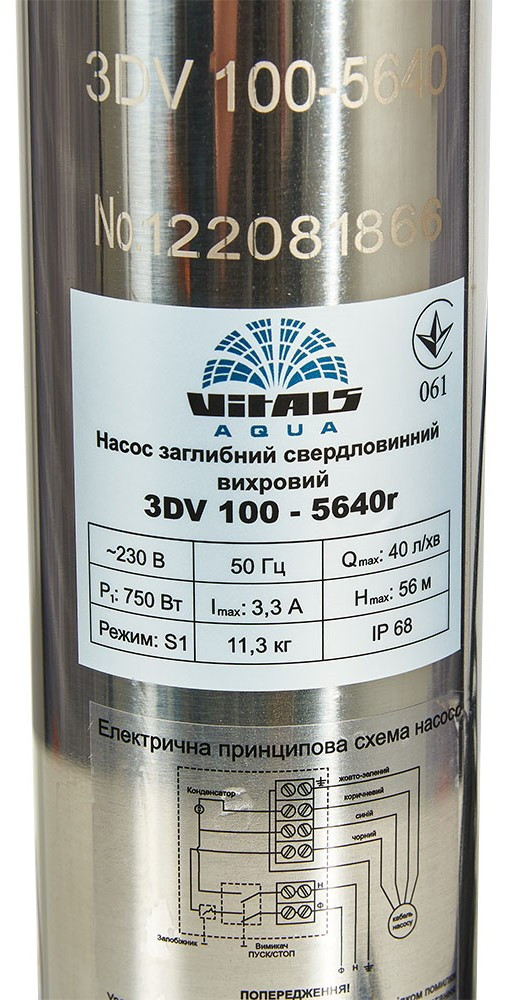 3DV 100-5640
No.122081866
061
ViTALS
AQUA
Насос заглибний свердловинний
вихровий
3DV 100 - 5640г
~230 В 50 Гц Qmax: 40 л/хв
P₁: 750 Вт Imax: 3,3 А Hmax: 56 м
Режим: S1 11,3 кг IP 68
Електрична принципова схема насосо
жовто-зелений
Конденсатор
коричневий
синій
чорний
Н
Ф
кабель
насосу
Запобіжник
Вимикач
ПУСК/СТОП
Ф Н
ПОПЕРЕДЖЕННЯ!